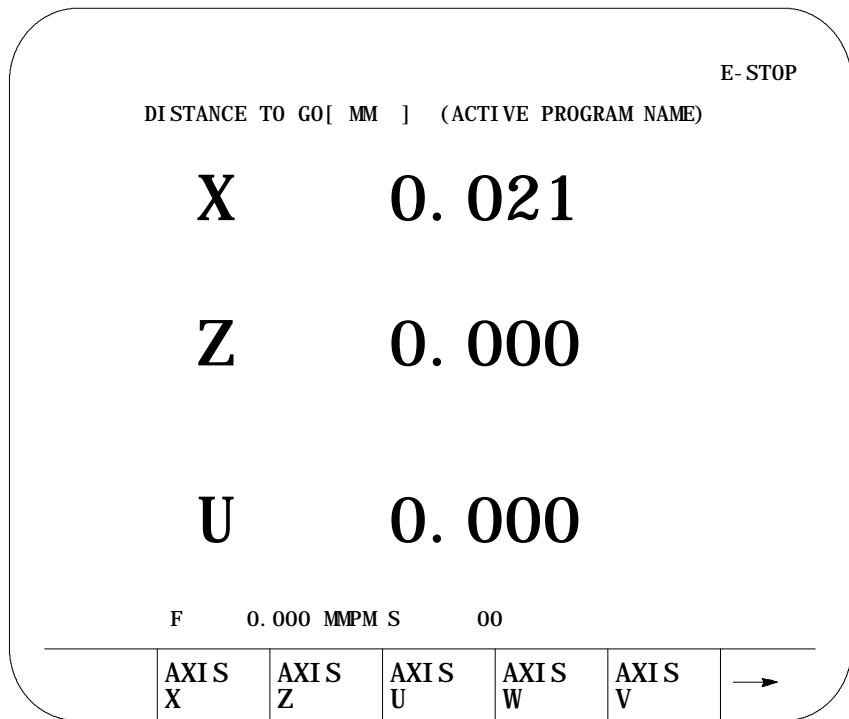 E-STOP
DISTANCE TO GO[ MM ] (ACTIVE PROGRAM NAME)
X 0.021
Z 0.000
U 0.000
F 0.000 MMPM S 00
AXIS X AXIS Z AXIS U AXIS W AXIS V →